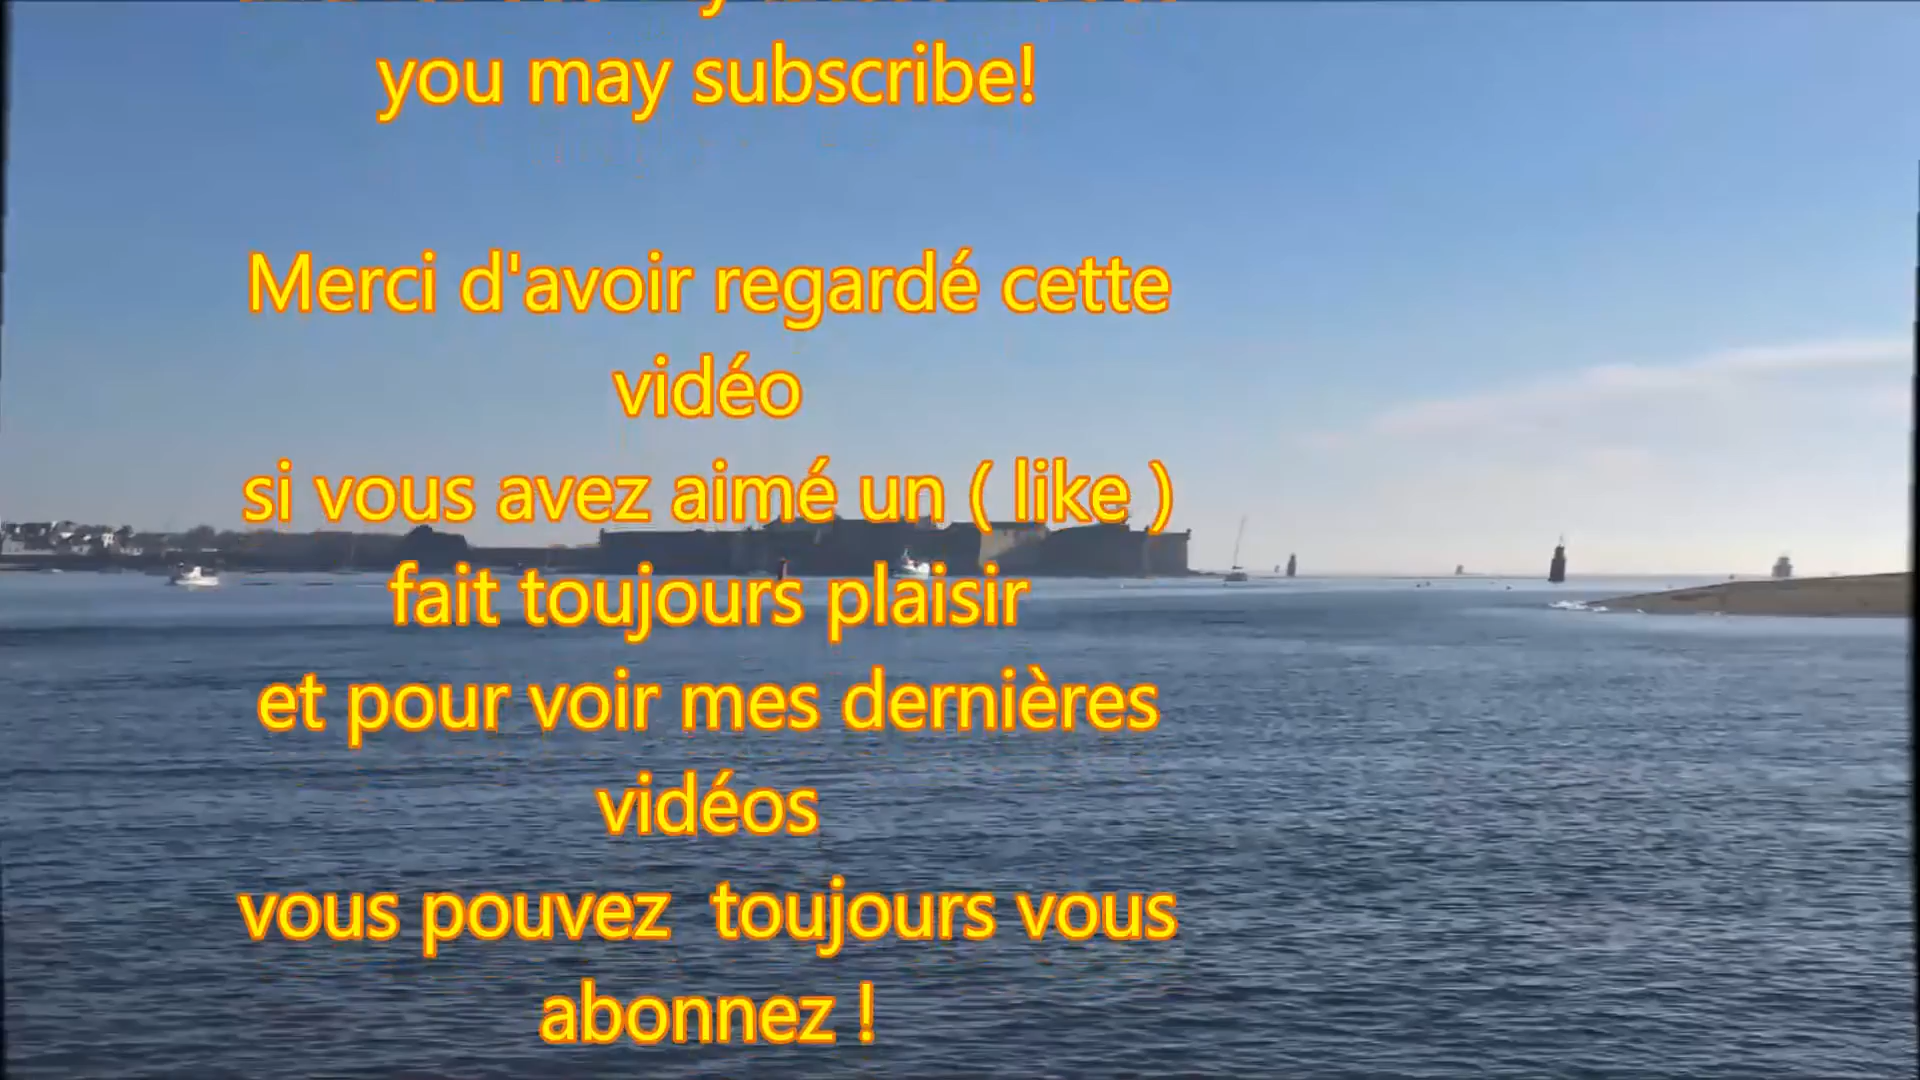 you may subscribe!
Merci d'avoir regardé cette
vidéo
si vous avez aimé un ( like )
fait toujours plaisir
et pour voir mes dernières
vidéos
vous pouvez  toujours vous
abonnez !